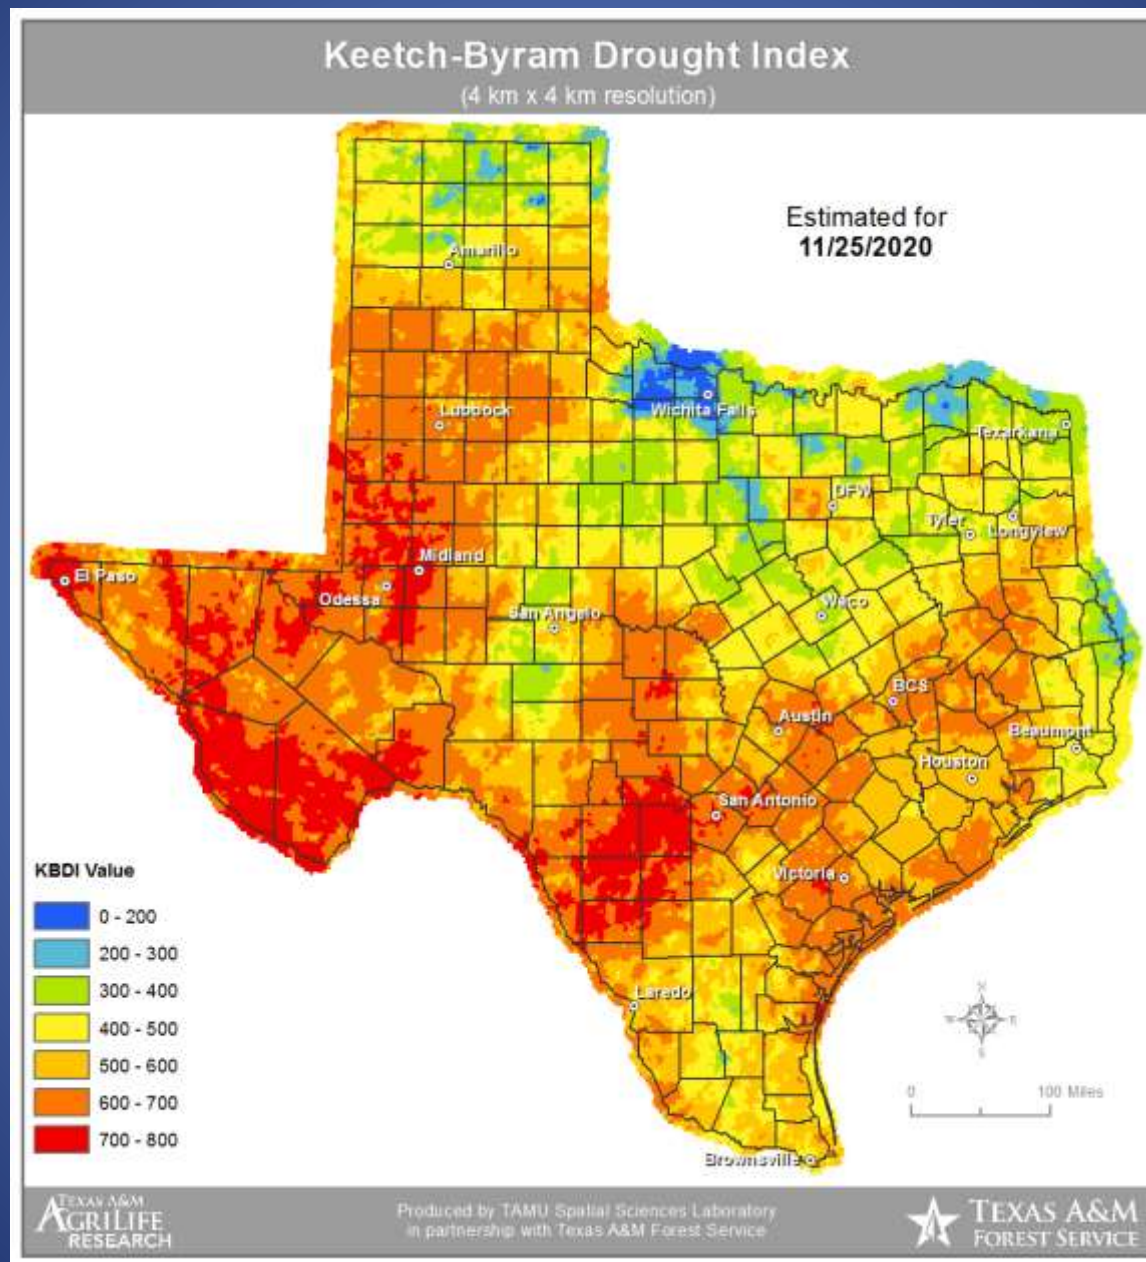 Keetch-Byram Drought Index
(4 km x 4 km resolution)
Estimated for
11/25/2020
Amarillo
Wichita Falls
Lubbock
Texarkana
DFW
Tyler
Longview
Midland
El Paso
Odessa
San Angelo
Waco
BCS
Austin
Beaumont
Houston
San Antonio
Victoria
Laredo
Brownsville
KBDI Value
0 - 200
200 - 300
300 - 400
400 - 500
500 - 600
600 - 700
700 - 800
N
W E
S
0 100 Miles
TEXAS A&M
AGRILIFE
RESEARCH
Produced by TAMU Spatial Sciences Laboratory
in partnership with Texas A&M Forest Service
TEXAS A&M
FOREST SERVICE